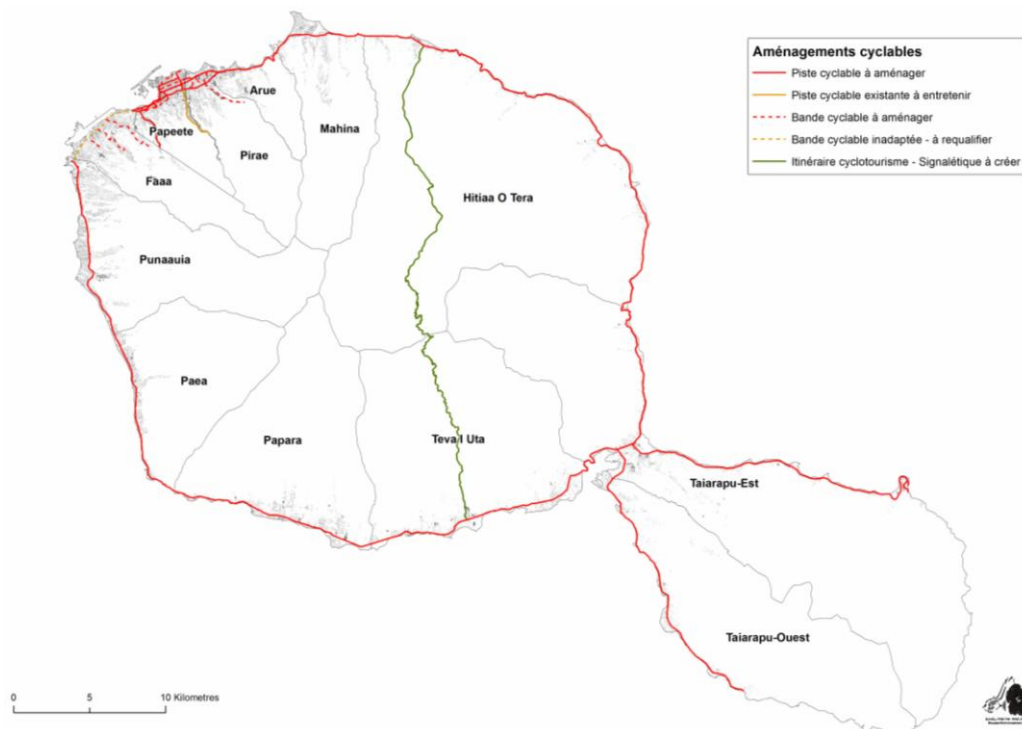 Aménagements cyclables
Piste cyclable à aménager
Piste cyclable existante à entretenir
Bande cyclable à aménager
Bande cyclable inadaptée - à requalifier
Itinéraire cyclotourisme - Signalétique à créer
Arue
Mahina
Papeete
Pirae
Faaa
Hitiaa O Tera
Punaauia
Paea
Papara
Teva I Uta
Taiarapu-Est
Taiarapu-Ouest
0 5 10 Kilometres